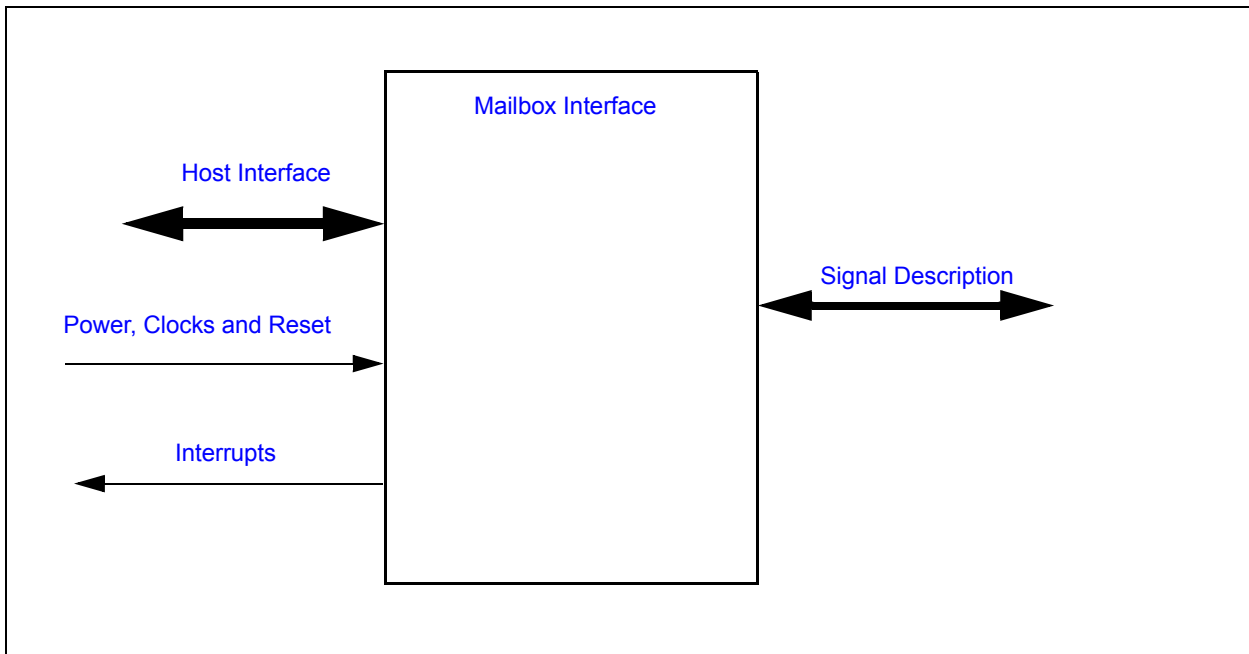 Mailbox Interface
Host Interface
Signal Description
Power, Clocks and Reset
Interrupts